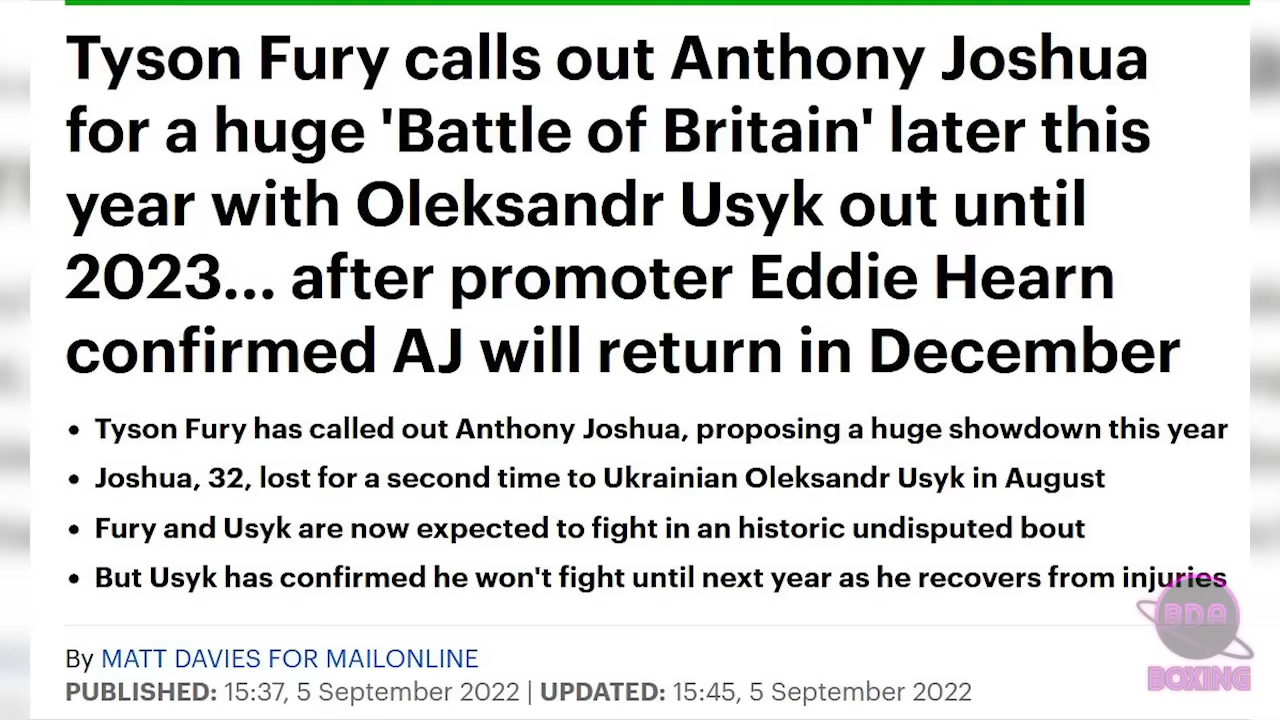 Tyson Fury calls out Anthony Joshua
for a huge 'Battle of Britain' later this
year with Oleksandr Usyk out until
2023... after promoter Eddie Hearn
confirmed AJ will return in December
• Tyson Fury has called out Anthony Joshua, proposing a huge showdown this year
• Joshua, 32, lost for a second time to Ukrainian Oleksandr Usyk in August
• Fury and Usyk are now expected to fight in an historic undisputed bout
• But Usyk has confirmed he won't fight until next year as he recovers from injuries
By MATT DAVIES FOR MAILONLINE
PUBLISHED: 15:37, 5 September 2022 | UPDATED: 15:45, 5 September 2022
BDA
BOXING